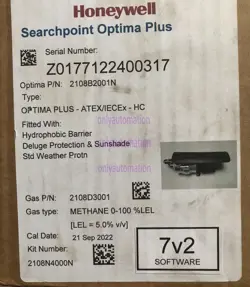 Honeywell
Searchpoint Optima Plus
Serial Number:
Z0177122400317
Optima P/N: 2108B2001N
Type:
OPTIMA PLUS - ATEX/IECEx - HC
Fitted With:
Hydrophobic Barrier
Deluge Protection & Sunshade
Std Weather Protn
Gas P/N: 2108D3001
Gas type: METHANE 0-100 %LEL
[LEL = 5.0% v/v]
Cal Date: 21 Sep 2022
Kit Number:
2108N4000N
7v2
SOFTWARE